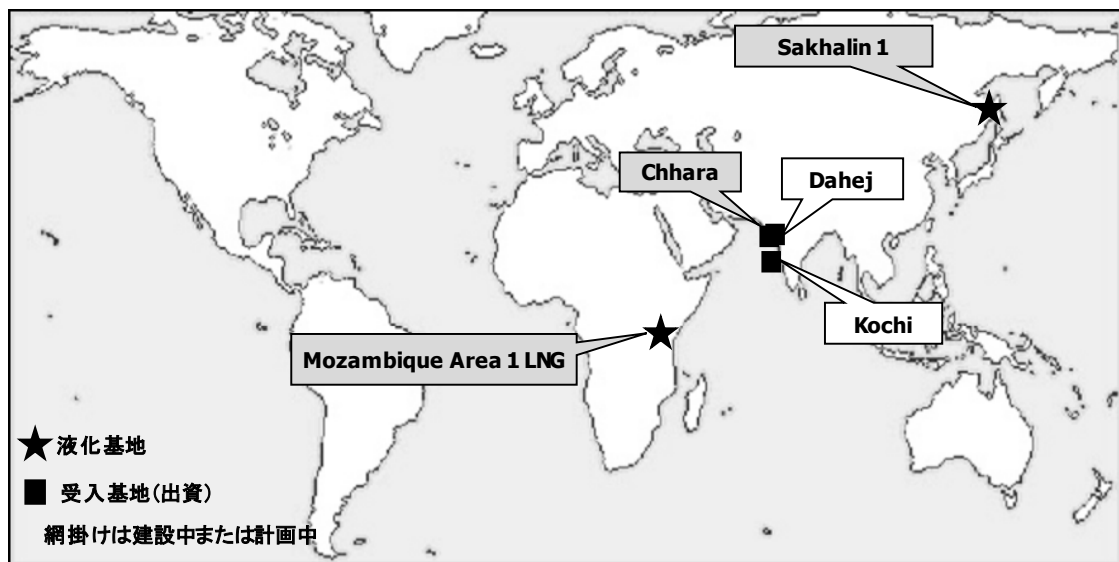 Sakhalin 1
Chhara
Dahej
Kochi
Mozambique Area 1 LNG
液化基地
受入基地(出資)
網掛けは建設中または計画中